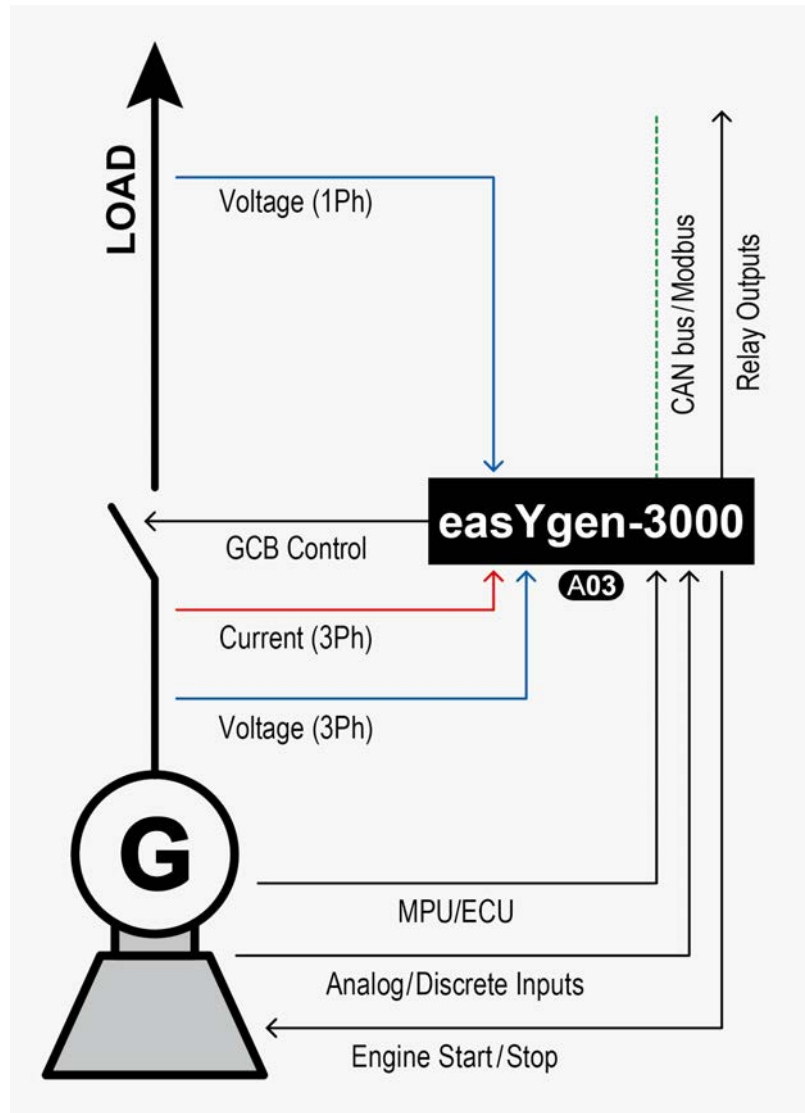 LOAD
Voltage (1Ph)
CAN bus/Modbus
Relay Outputs
easYgen-3000
A03
GCB Control
Current (3Ph)
Voltage (3Ph)
G
MPU/ECU
Analog/Discrete Inputs
Engine Start/Stop